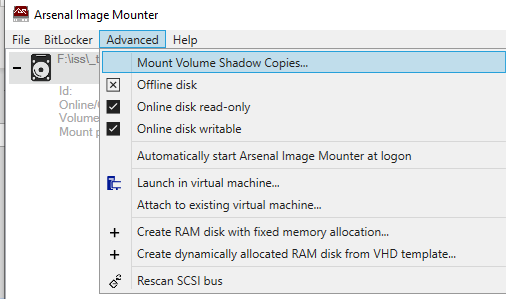 Arsenal Image Mounter
File BitLocker Advanced Help
F:\iss\_t
Mount Volume Shadow Copies...
Offline disk
Id:
Online/
Online disk read-only
Volume
Online disk writable
Mount p
Automatically start Arsenal Image Mounter at logon
Launch in virtual machine...
Attach to existing virtual machine...
Create RAM disk with fixed memory allocation...
Create dynamically allocated RAM disk from VHD template...
Rescan SCSI bus